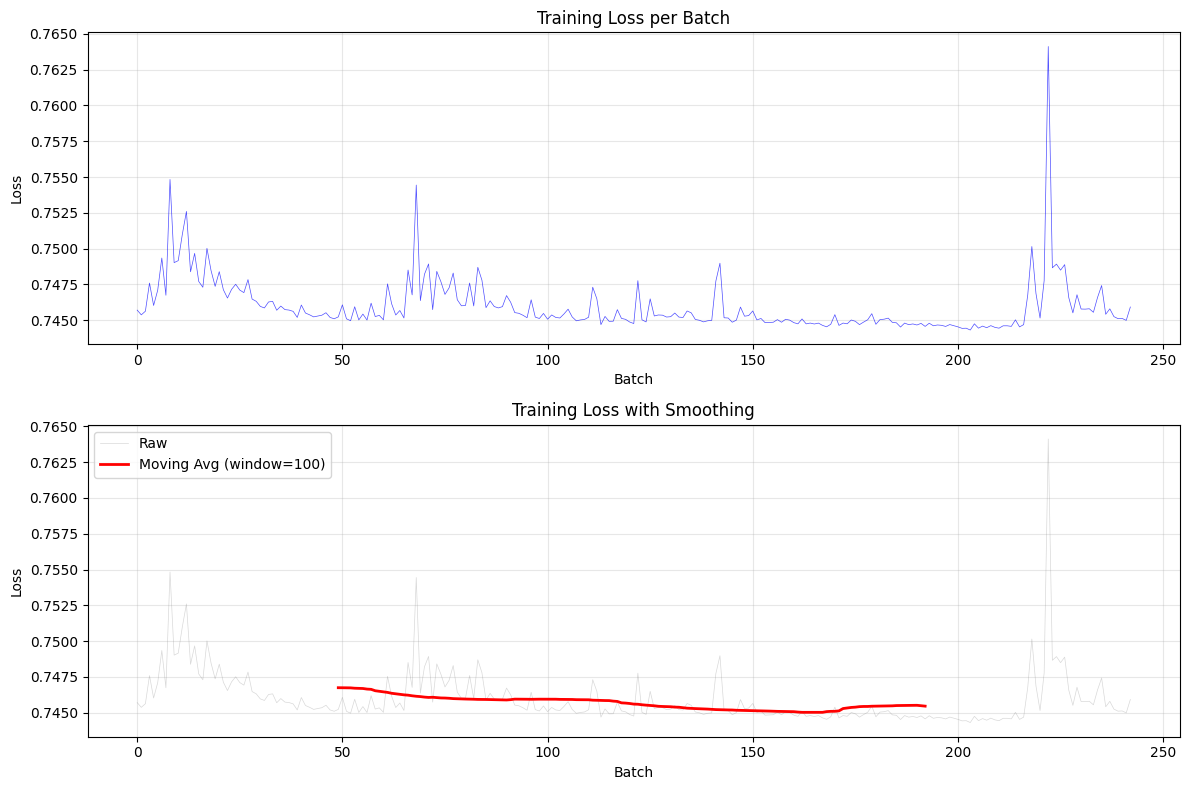 Training Loss per Batch
0.7650
0.7625
0.7600
0.7575
0.7550
0.7525
0.7500
0.7475
0.7450
Loss
0 50 100 150 200 250
Batch
Training Loss with Smoothing
Raw
Moving Avg (window=100)
0.7650
0.7625
0.7600
0.7575
0.7550
0.7525
0.7500
0.7475
0.7450
Loss
0 50 100 150 200 250
Batch